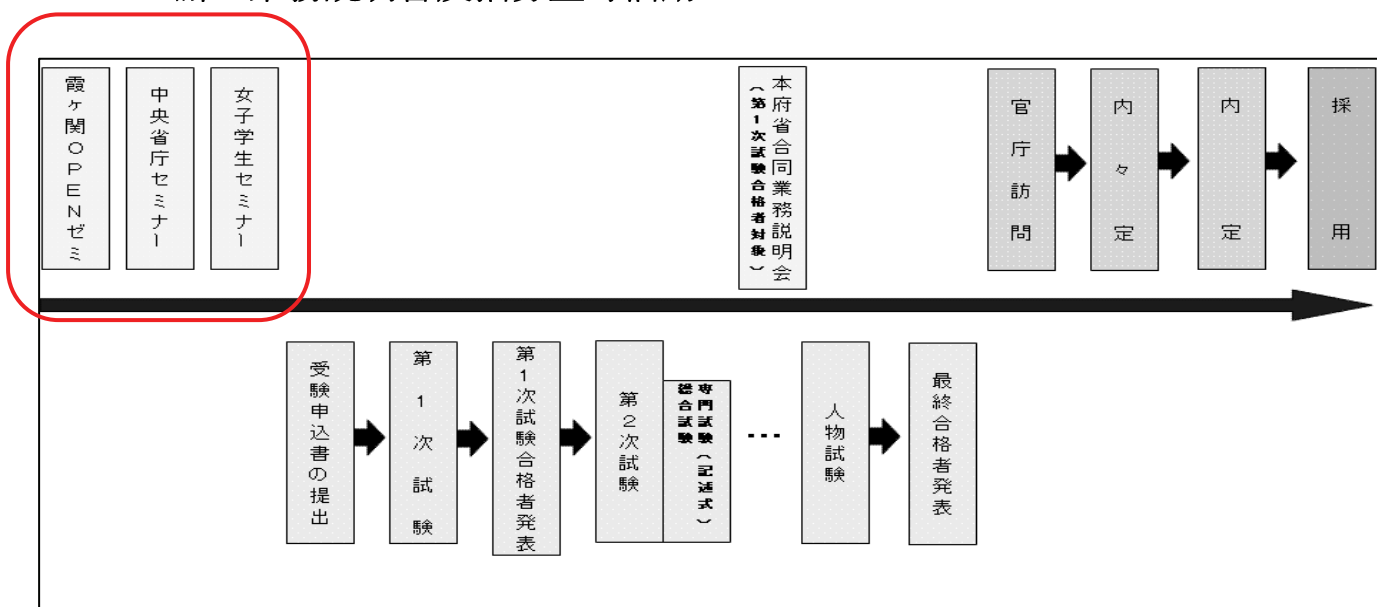 霞ヶ関OPENゼミ
中央省庁セミナー
女子学生セミナー
本府省合同業務説明会
（第1次試験合格者対象）
官庁訪問
内々定
内定
採用
受験申込書の提出
第1次試験
第1次試験合格者発表
第2次試験
専門試験（記述式）
総合試験
…
人物試験
最終合格者発表